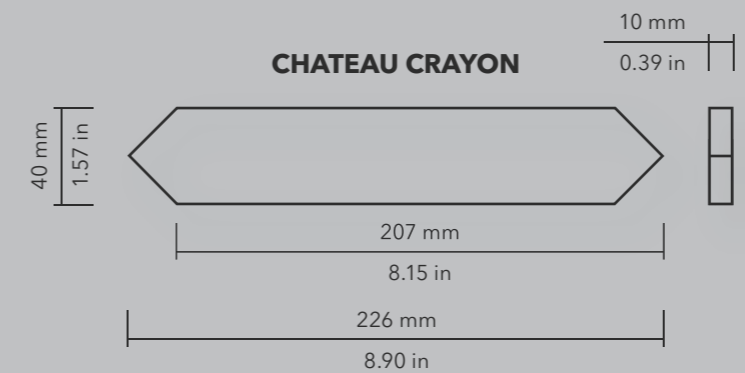 10 mm
0.39 in
CHATEAU CRAYON
40 mm
1.57 in
207 mm
8.15 in
226 mm
8.90 in